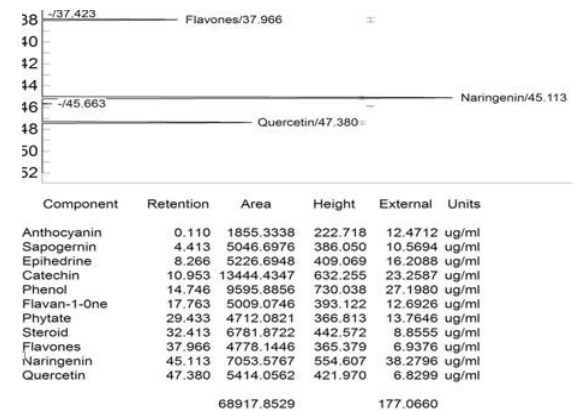 -/37.423
38
Flavones/37.966
40
42
44
Naringenin/45.113
-/45.663
46
Quercetin/47.380
48
50
52
Component Retention Area Height External Units
Anthocyanin 0.110 1855.3338 222.718 12.4712 ug/ml
Sapogernin 4.413 5046.6976 386.050 10.5694 ug/ml
Epihedrine 8.266 5226.6948 409.069 16.2088 ug/ml
Catechin 10.953 13444.4347 632.255 23.2587 ug/ml
Phenol 14.746 9595.8856 730.038 27.1980 ug/ml
Flavan-1-0ne 17.763 5009.0746 393.122 12.6926 ug/ml
Phytate 29.433 4712.0821 366.813 13.7646 ug/ml
Steroid 32.413 6781.8722 442.572 8.8555 ug/ml
Flavones 37.966 4778.1446 365.379 6.9376 ug/ml
Naringenin 45.113 7053.5767 554.607 38.2796 ug/ml
Quercetin 47.380 5414.0562 421.970 6.8299 ug/ml
68917.8529 177.0660